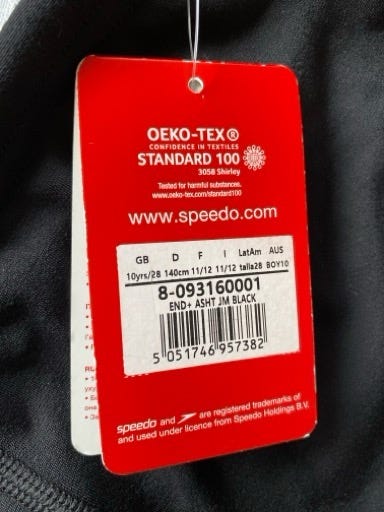 OEKO-TEX®
CONFIDENCE IN TEXTILES
STANDARD 100
3058 Shirley
Tested for harmful substances.
www.oeko-tex.com/standard100
www.speedo.com
GB D F I LatAm AUS
10yrs/28 140cm 11/12 11/12 talla28 BOY10
8-093160001
END+ ASHT JM BLACK
5 051746 957382
speedo and are registered trademarks of
and used under licence from Speedo Holdings B.V.